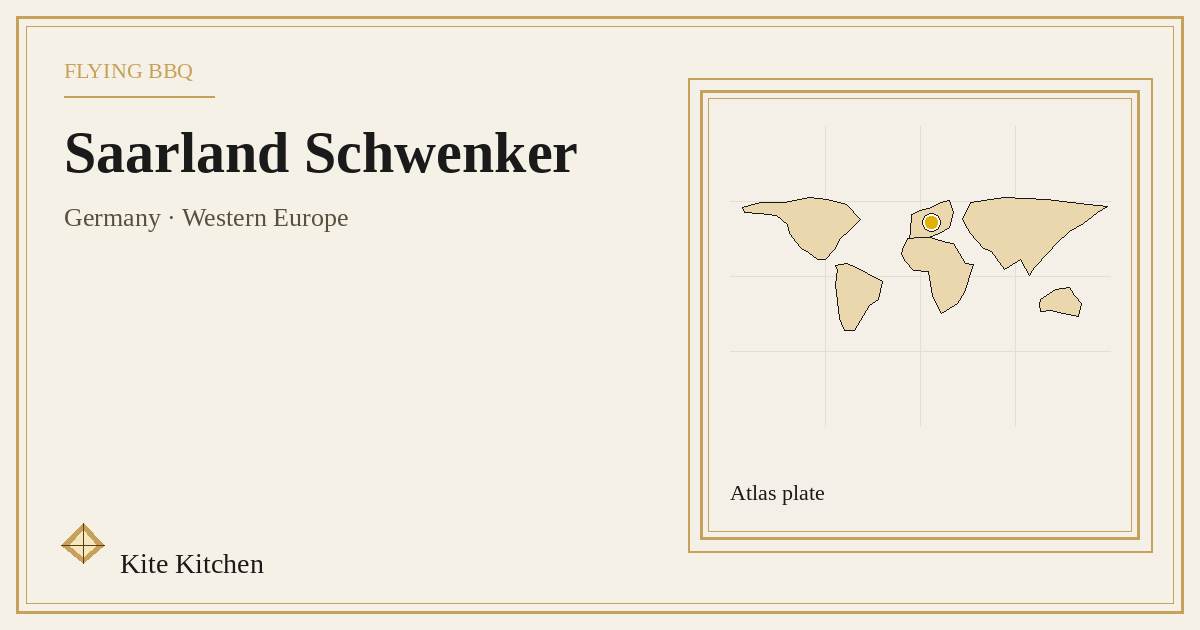 FLYING BBQ
Saarland Schwenker
Germany · Western Europe
Atlas plate
Kite Kitchen